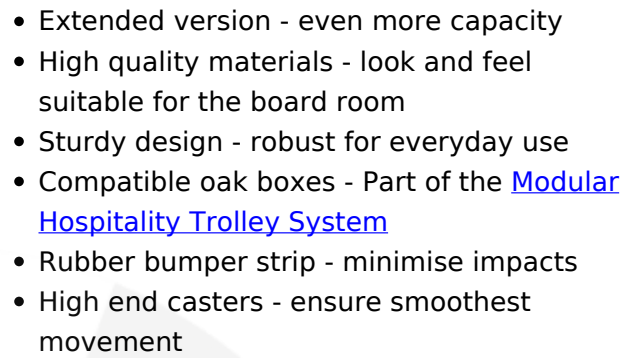 • Extended version - even more capacity
• High quality materials - look and feel
suitable for the board room
• Sturdy design - robust for everyday use
• Compatible oak boxes - Part of the Modular
Hospitality Trolley System
• Rubber bumper strip - minimise impacts
• High end casters - ensure smoothest
movement